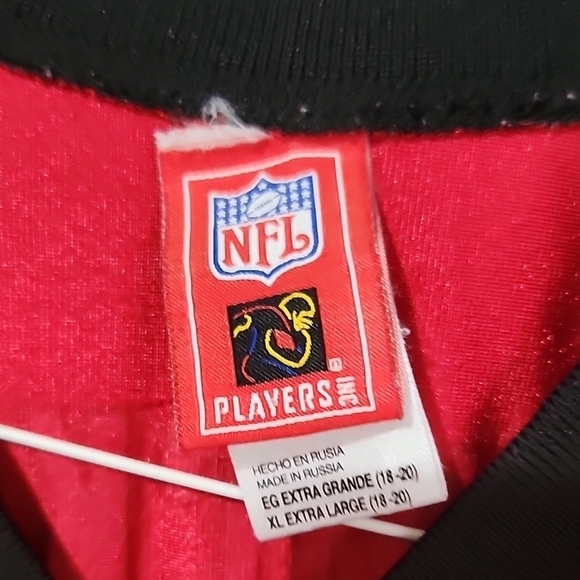 NFL
PLAYERS INC
HECHO EN RUSIA
MADE IN RUSSIA
EG EXTRA GRANDE (18-20)
XL EXTRA LARGE (18-20)